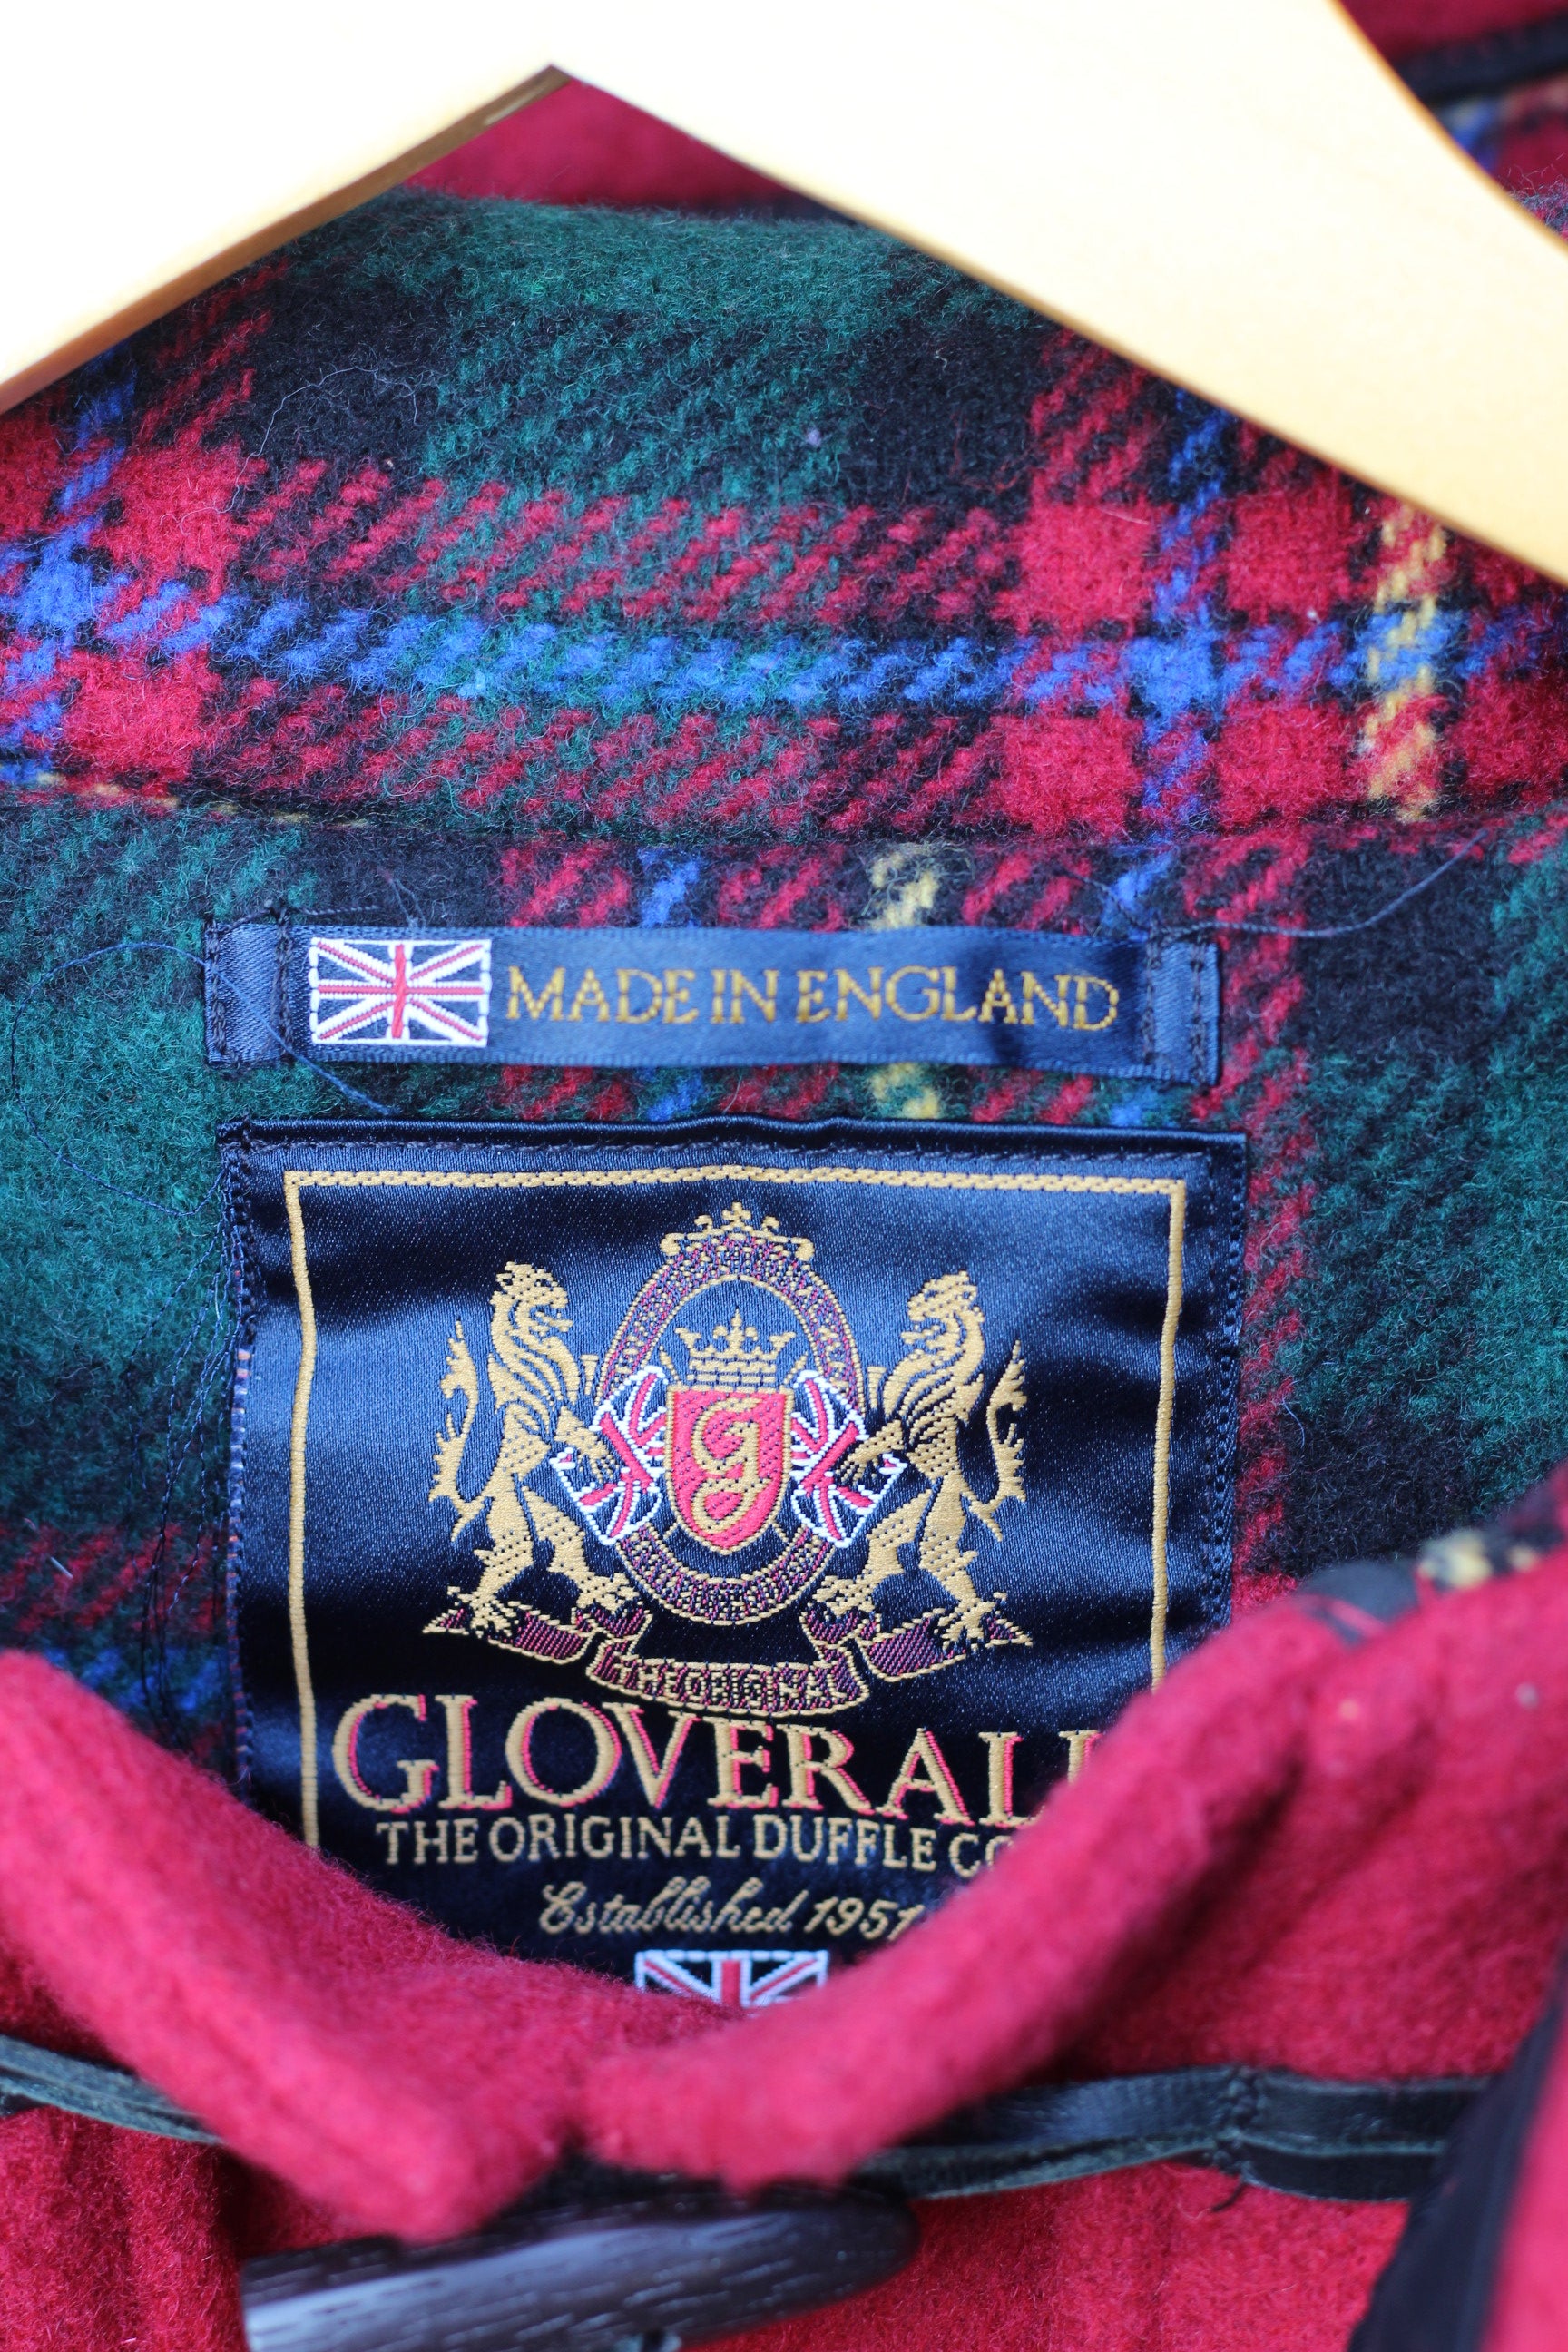 MADE IN ENGLAND
g
THE ORIGINAL
GLOVERALL
THE ORIGINAL DUFFLE CO
Established 1951